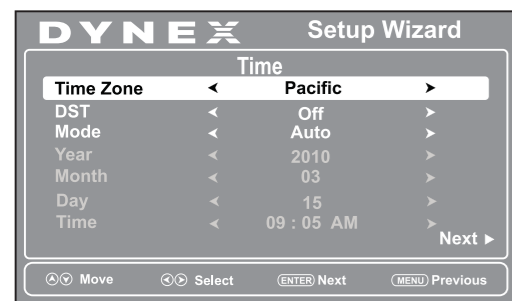 DYNEX Setup Wizard
Time
Time Zone Pacific
DST Off
Mode Auto
Year 2010
Month 03
Day 15
Time 09 : 05 AM
Next
Move Select ENTER Next MENU Previous